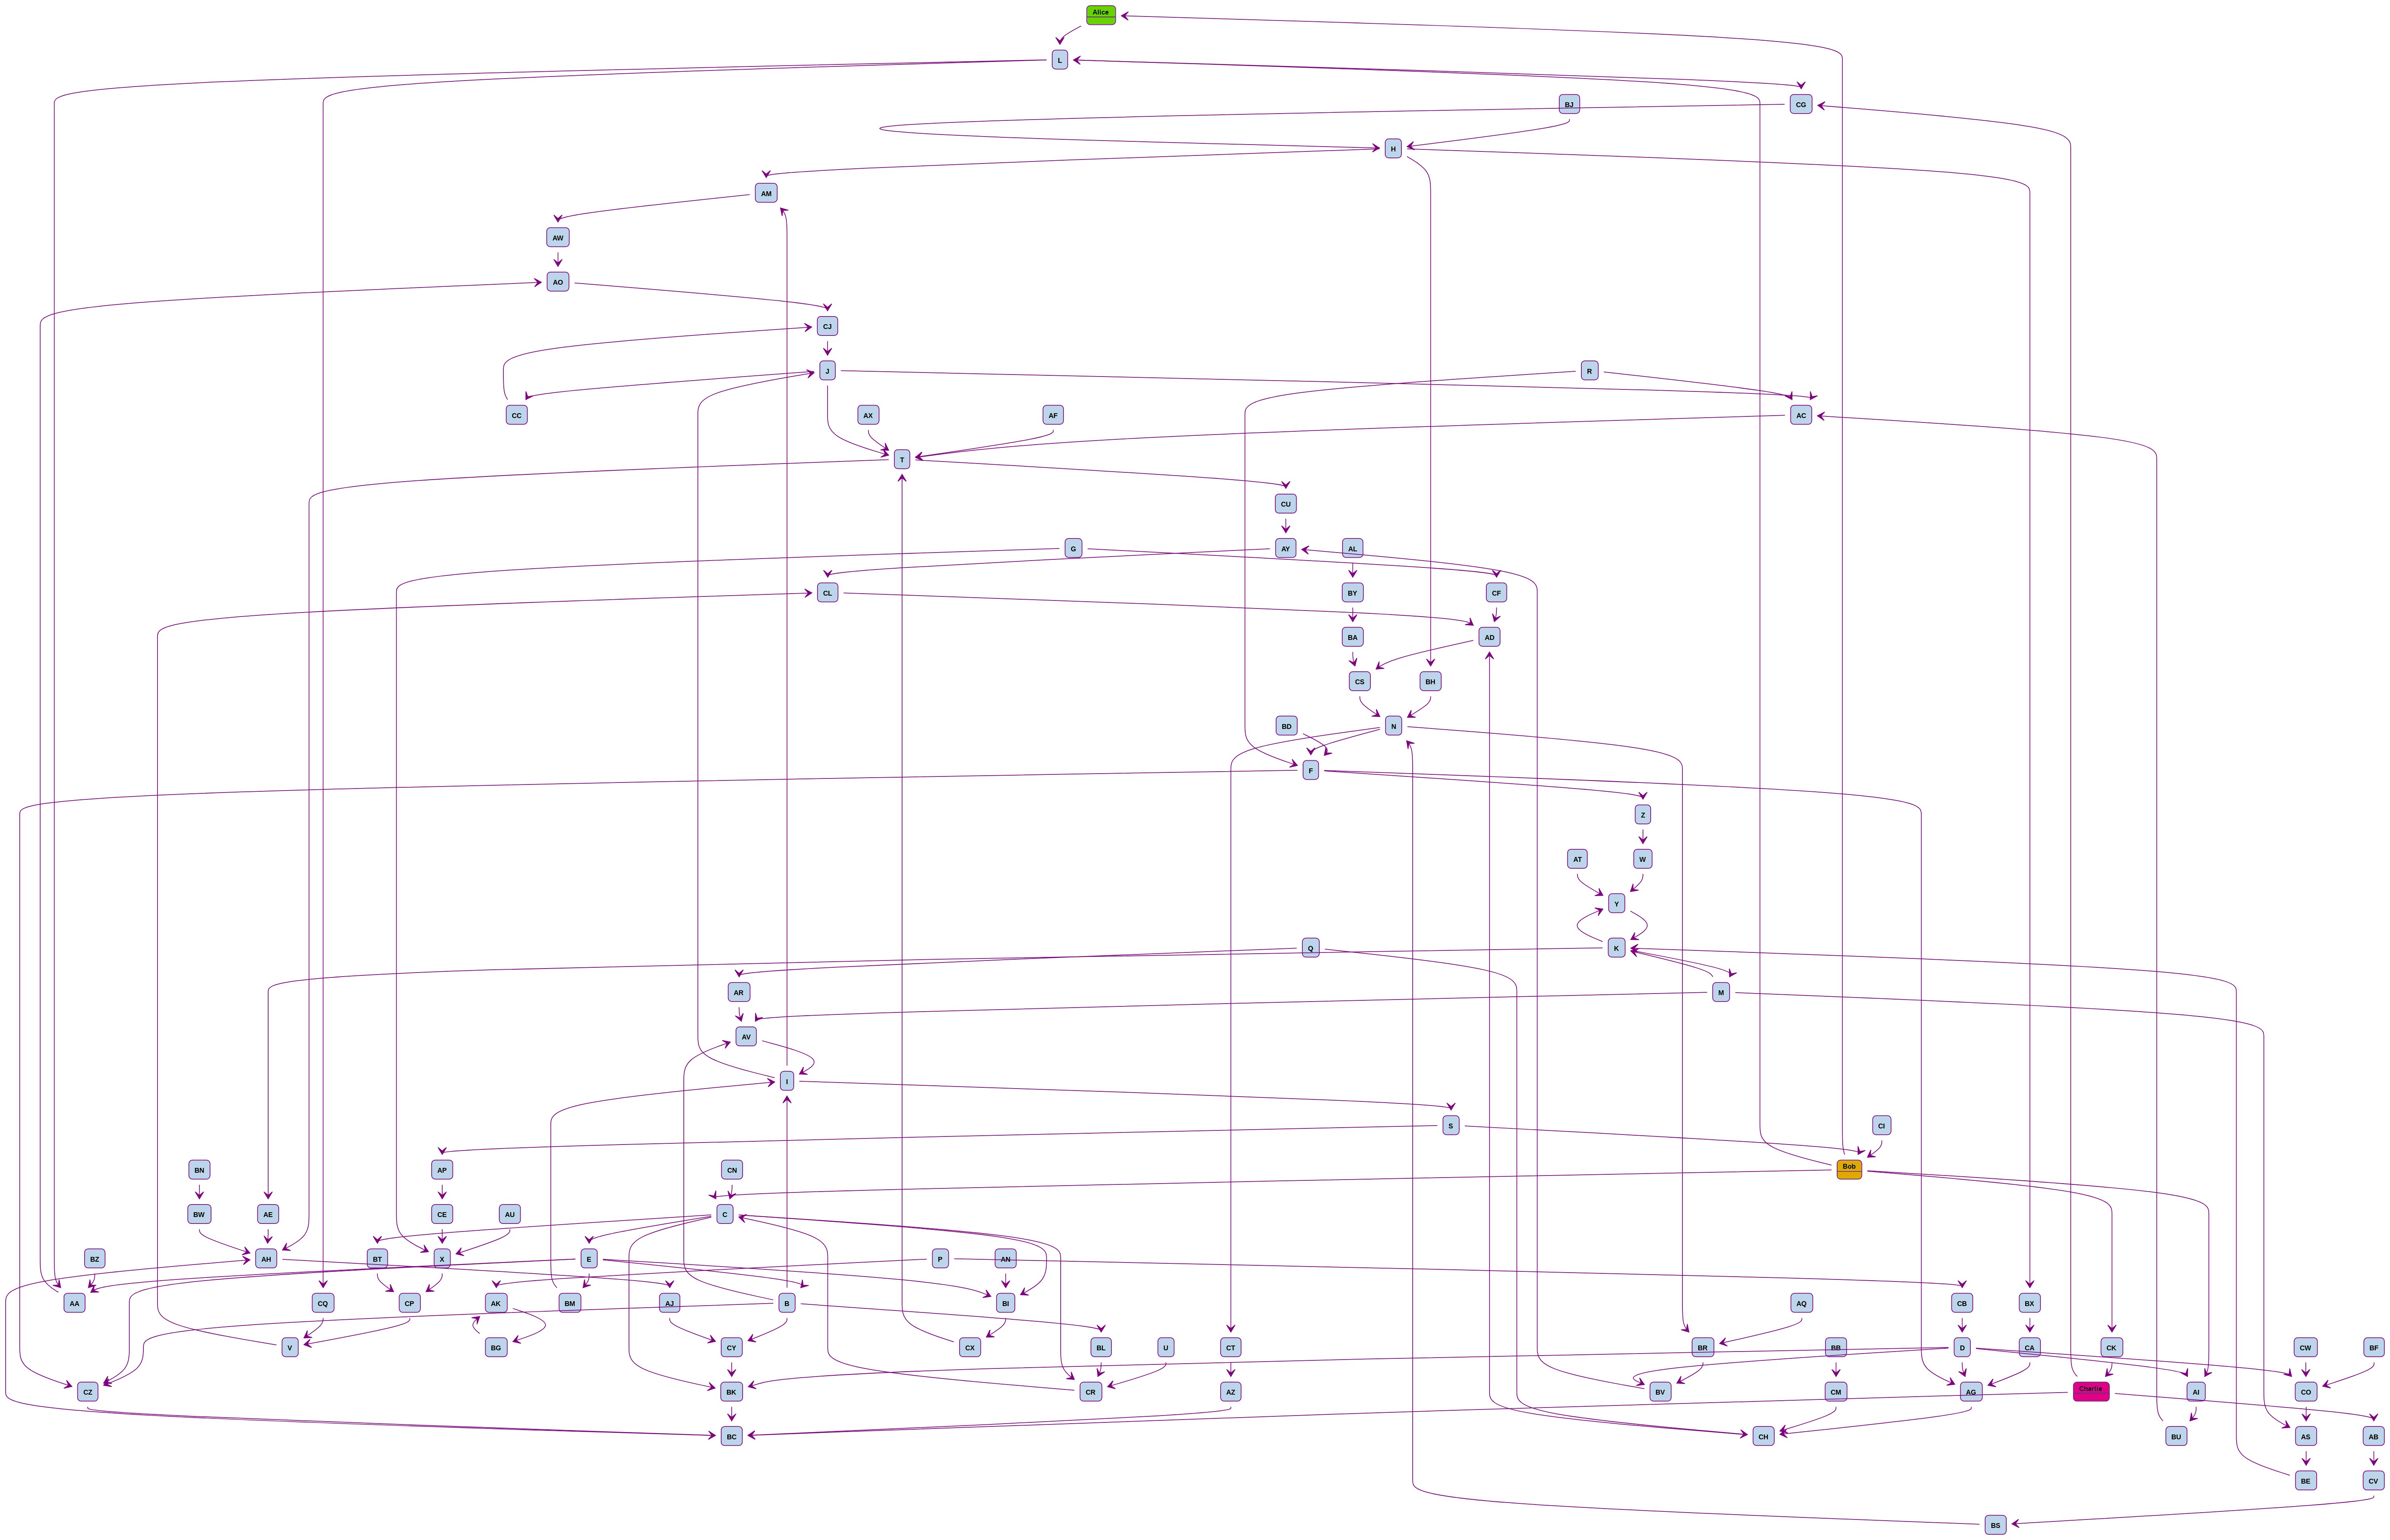 Alice
L
BJ
CG
H
AM
AW
AO
CJ
J
R
CC
AX
AF
AC
T
CU
G
AY
AL
CL
BY
CF
BA
AD
CS
BH
BD
N
F
Z
AT
W
Y
Q
K
AR
M
AV
I
S
CI
BN
AP
CN
Bob
BW
AE
CE
AU
C
BZ
AH
BT
X
E
P
AN
AA
CQ
CP
AK
BM
AJ
B
BI
AQ
CB
BX
V
BG
CY
CX
BL
U
CT
BR
BB
D
CA
CK
CW
BF
CZ
BK
CR
AZ
BV
CM
AG
Charlie
AI
CO
BC
CH
BU
AS
AB
BE
CV
BS